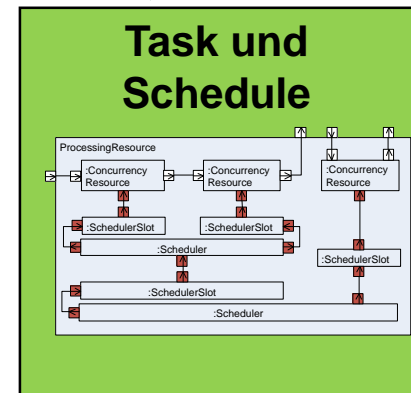 Task und
Schedule
ProcessingResource
:Concurrency
Resource
:Concurrency
Resource
:Concurrency
Resource
:SchedulerSlot
:SchedulerSlot
:Scheduler
:SchedulerSlot
:SchedulerSlot
:Scheduler